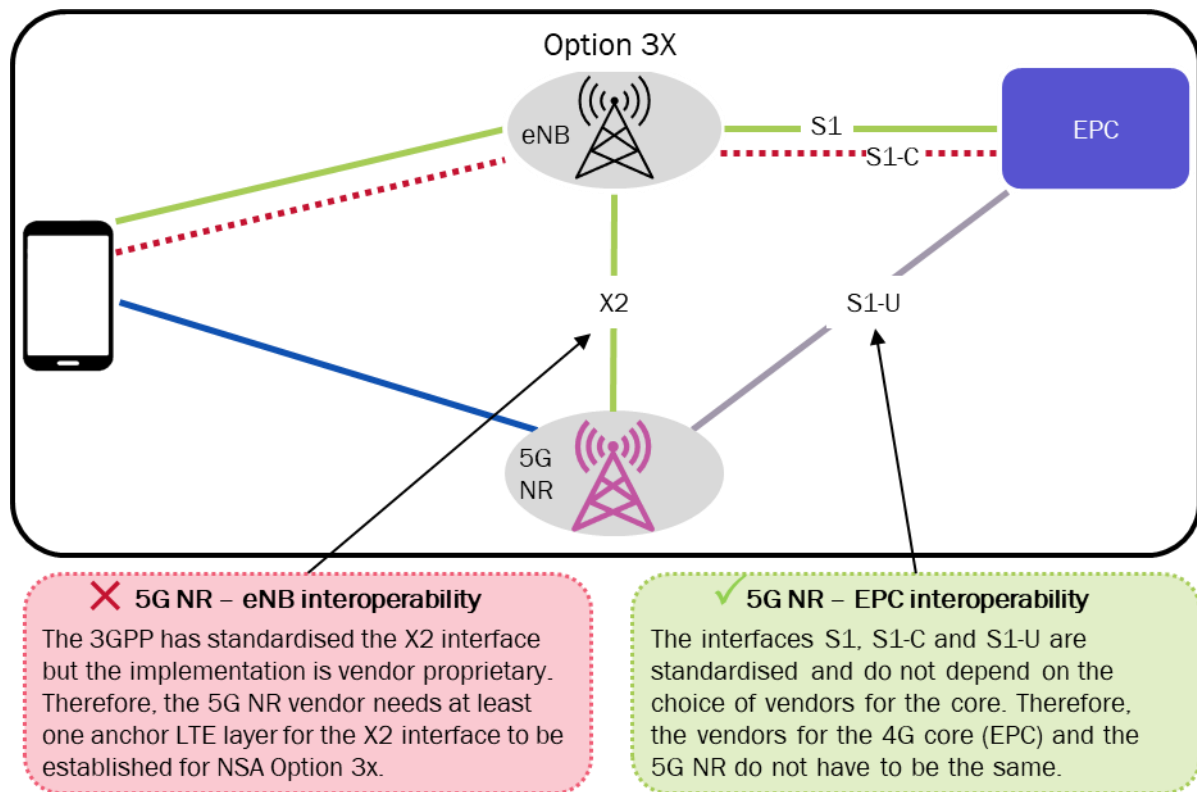 Option 3X
eNB
S1
S1-C
EPC
X2
S1-U
5G
NR
5G NR – eNB interoperability
The 3GPP has standardised the X2 interface
but the implementation is vendor proprietary.
Therefore, the 5G NR vendor needs at least
one anchor LTE layer for the X2 interface to be
established for NSA Option 3x.
5G NR – EPC interoperability
The interfaces S1, S1-C and S1-U are
standardised and do not depend on the
choice of vendors for the core. Therefore,
the vendors for the 4G core (EPC) and the
5G NR do not have to be the same.